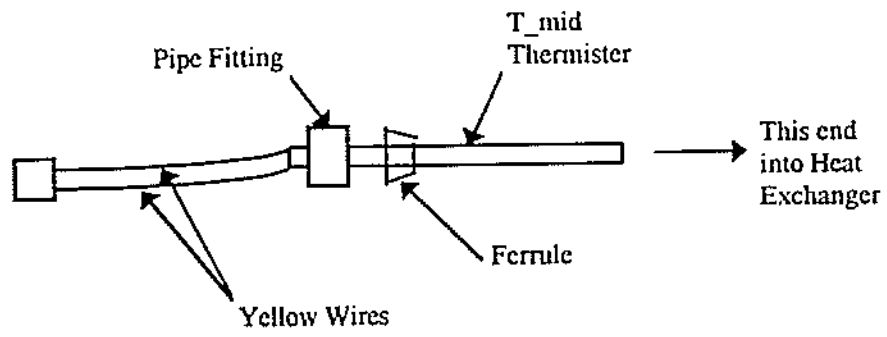 T_mid
Thermister
Pipe Fitting
This end
into Heat
Exchanger
Ferrule
Yellow Wires